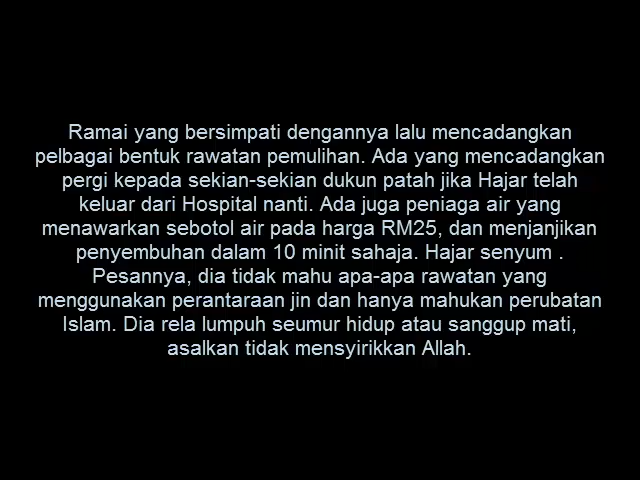 Ramai yang bersimpati dengannya lalu mencadangkan
pelbagai bentuk rawatan pemulihan. Ada yang mencadangkan
pergi kepada sekian-sekian dukun patah jika Hajar telah
keluar dari Hospital nanti. Ada juga peniaga air yang
menawarkan sebotol air pada harga RM25, dan menjanjikan
penyembuhan dalam 10 minit sahaja. Hajar senyum .
Pesannya, dia tidak mahu apa-apa rawatan yang
menggunakan perantaraan jin dan hanya mahukan perubatan
Islam. Dia rela lumpuh seumur hidup atau sanggup mati,
asalkan tidak mensyirikkan Allah.